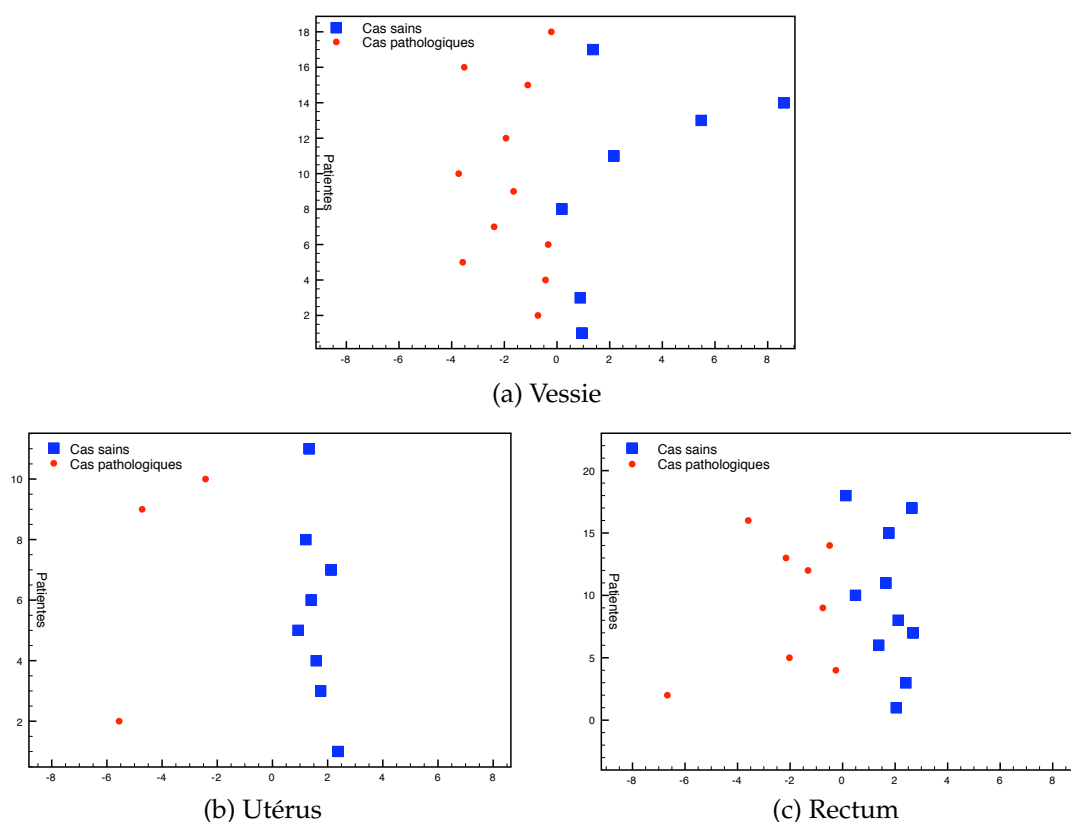 Cas sains
Cas pathologiques
18
16
14
12
10
8
6
4
2
Patientes
-8 -6 -4 -2 0 2 4 6 8
(a) Vessie
Cas sains
Cas pathologiques
10
8
6
4
2
Patientes
-8 -6 -4 -2 0 2 4 6 8
(b) Utérus
Cas sains
Cas pathologiques
20
15
10
5
0
Patientes
-8 -6 -4 -2 0 2 4 6 8
(c) Rectum